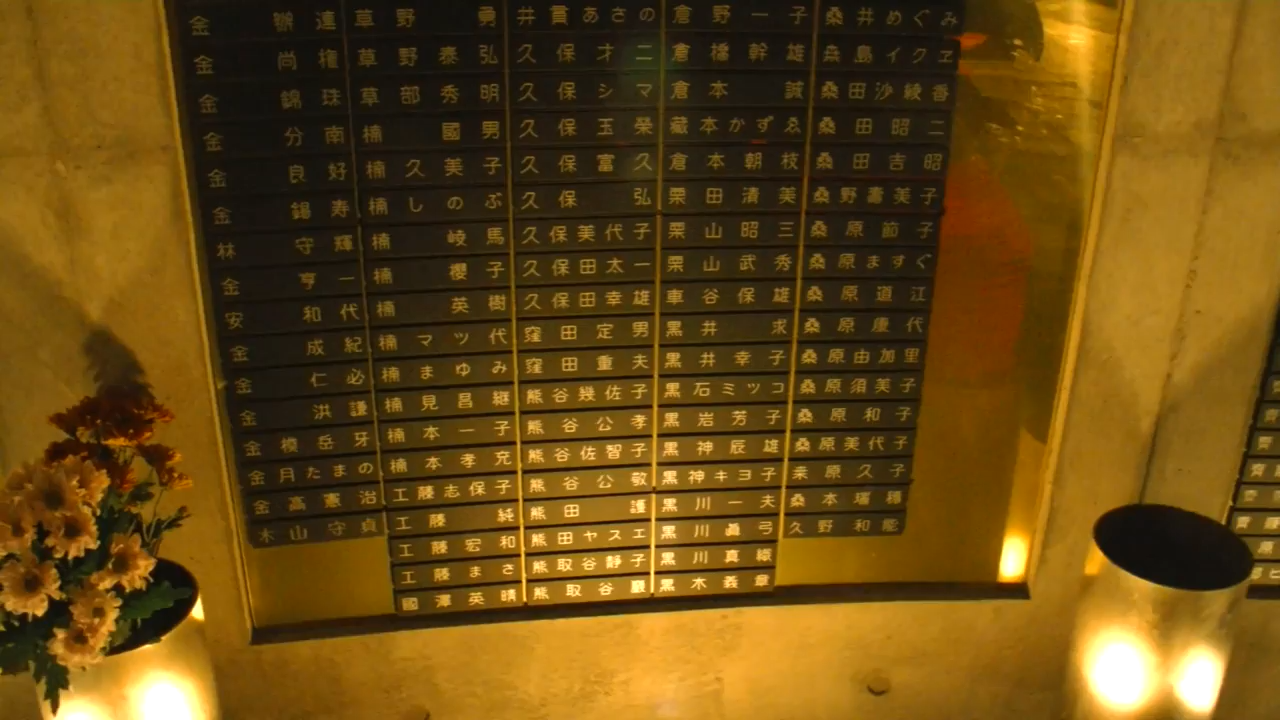 金 尚権
金 錦珠
金 分南
金 良好
金 錫寿
林 守輝
金 亨一
安 和代
金 成紀
金 仁必
金 洪謙
金 横岳牙
金月たまの
金高憲治
木山守貞
草野 勇
草野泰弘
草部秀明
楠 國男
楠久美子
楠しのぶ
楠 崚馬
楠 櫻子
楠 英樹
楠マツ代
楠まゆみ
楠見昌継
楠本一子
楠本孝充
工藤志保子
工藤 純
工藤宏和
工藤まさ
國澤英晴
井貫あさの
久保才二
久保シマ
久保玉榮
久保富久
久保 弘
久保美代子
久保田太一
久保田幸雄
窪田定男
窪田重夫
熊谷幾佐子
熊谷公孝
熊谷佐智子
熊谷公敬
熊田 護
熊田ヤスエ
熊取谷靜子
熊取谷巖
倉野一子
倉橋幹雄
倉本 誠
藏本かずゑ
倉本朝枝
栗田清美
栗山昭三
栗山武秀
車谷保雄
黒井 求
黒井幸子
黒石ミツコ
黒岩芳子
黒神辰雄
黒神キヨ子
黒川一夫
黒川眞弓
黒川真織
黒木義章
桑井めぐみ
桑島イクヱ
桑田沙綾香
桑田昭二
桑田吉昭
桑野壽美子
桑原節子
桑原ますぐ
桑原道江
桑原康代
桑原由加里
桑原須美子
桑原和子
桑原美代子
桒原久子
桑本瑞穗
久野和能